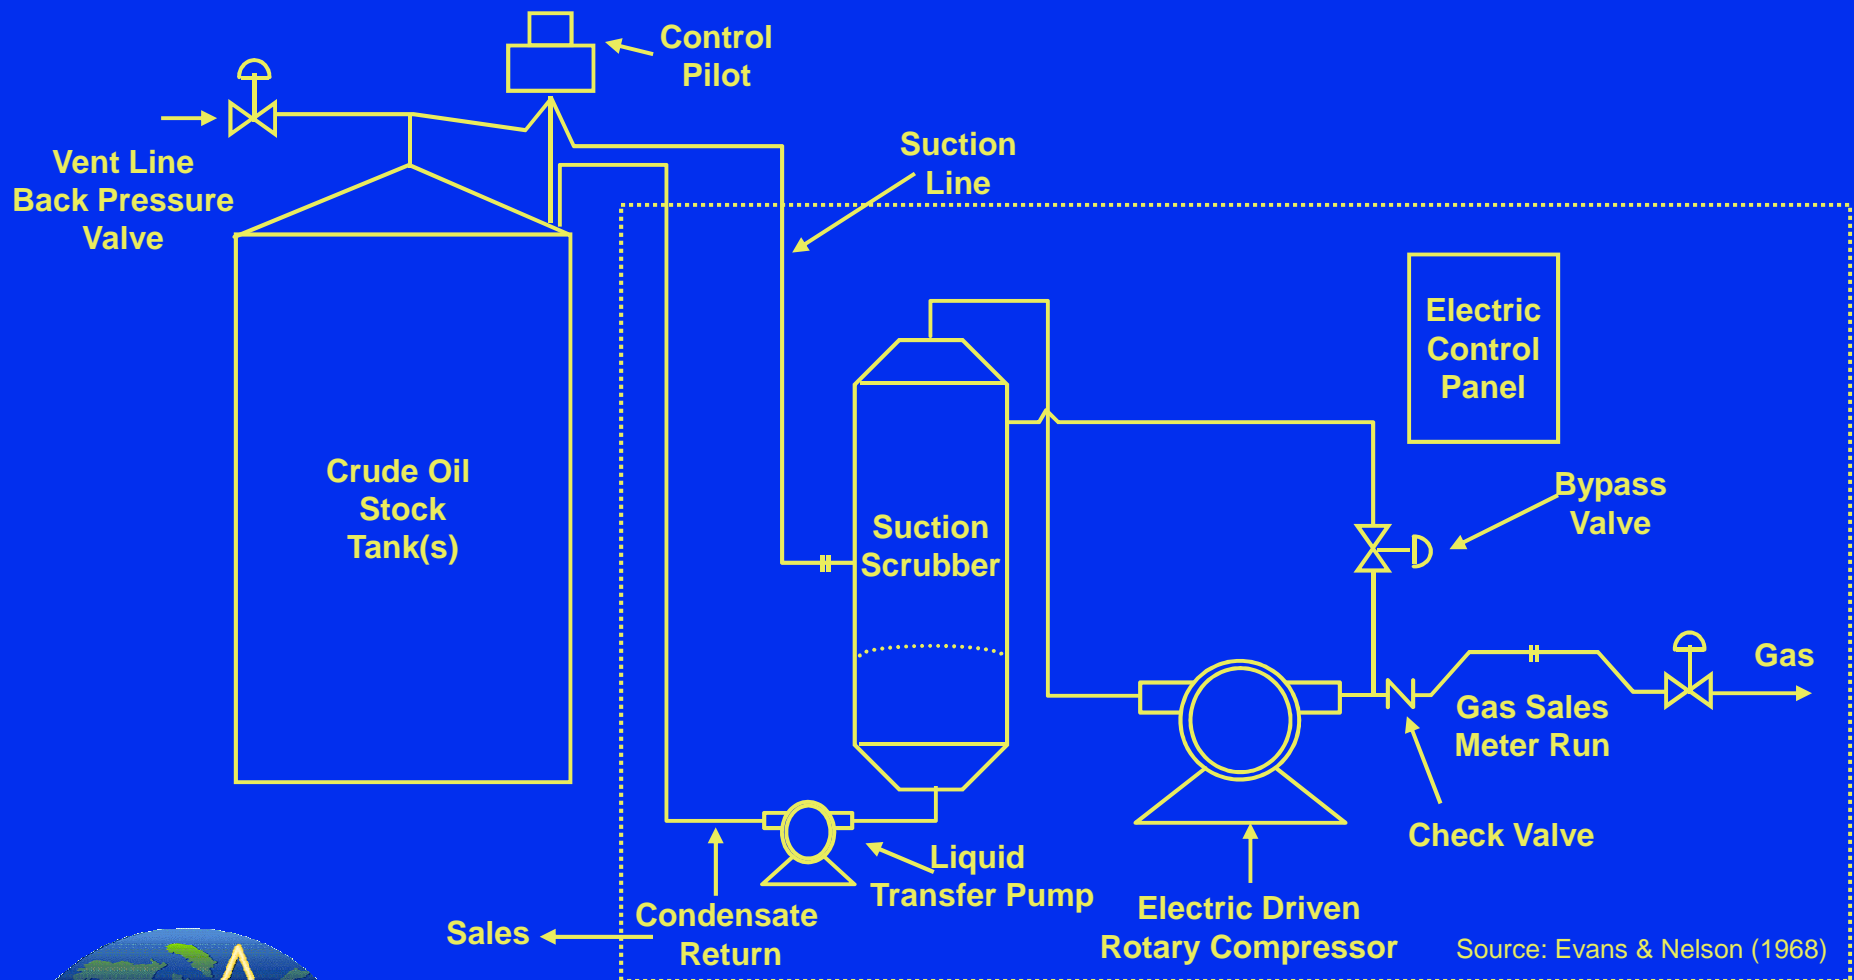 Control
Pilot
Vent Line
Back Pressure
Valve
Suction
Line
Electric
Control
Panel
Crude Oil
Stock
Tank(s)
Suction
Scrubber
Bypass
Valve
Gas
Gas Sales
Meter Run
Check Valve
Liquid
Transfer Pump
Condensate
Return
Sales
Electric Driven
Rotary Compressor
Source: Evans & Nelson (1968)